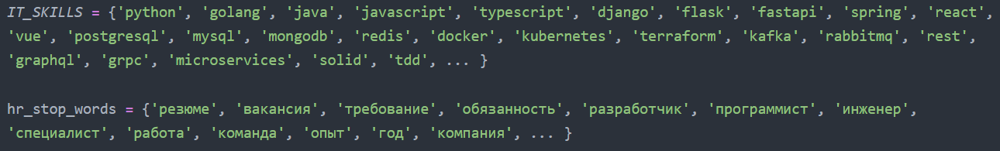 IT_SKILLS = {'python', 'golang', 'java', 'javascript', 'typescript', 'django', 'flask', 'fastapi', 'spring', 'react',
'vue', 'postgresql', 'mysql', 'mongodb', 'redis', 'docker', 'kubernetes', 'terraform', 'kafka', 'rabbitmq', 'rest',
'graphql', 'grpc', 'microservices', 'solid', 'tdd', ... }
hr_stop_words = {'резюме', 'вакансия', 'требование', 'обязанность', 'разработчик', 'программист', 'инженер',
'специалист', 'работа', 'команда', 'опыт', 'год', 'компания', ... }